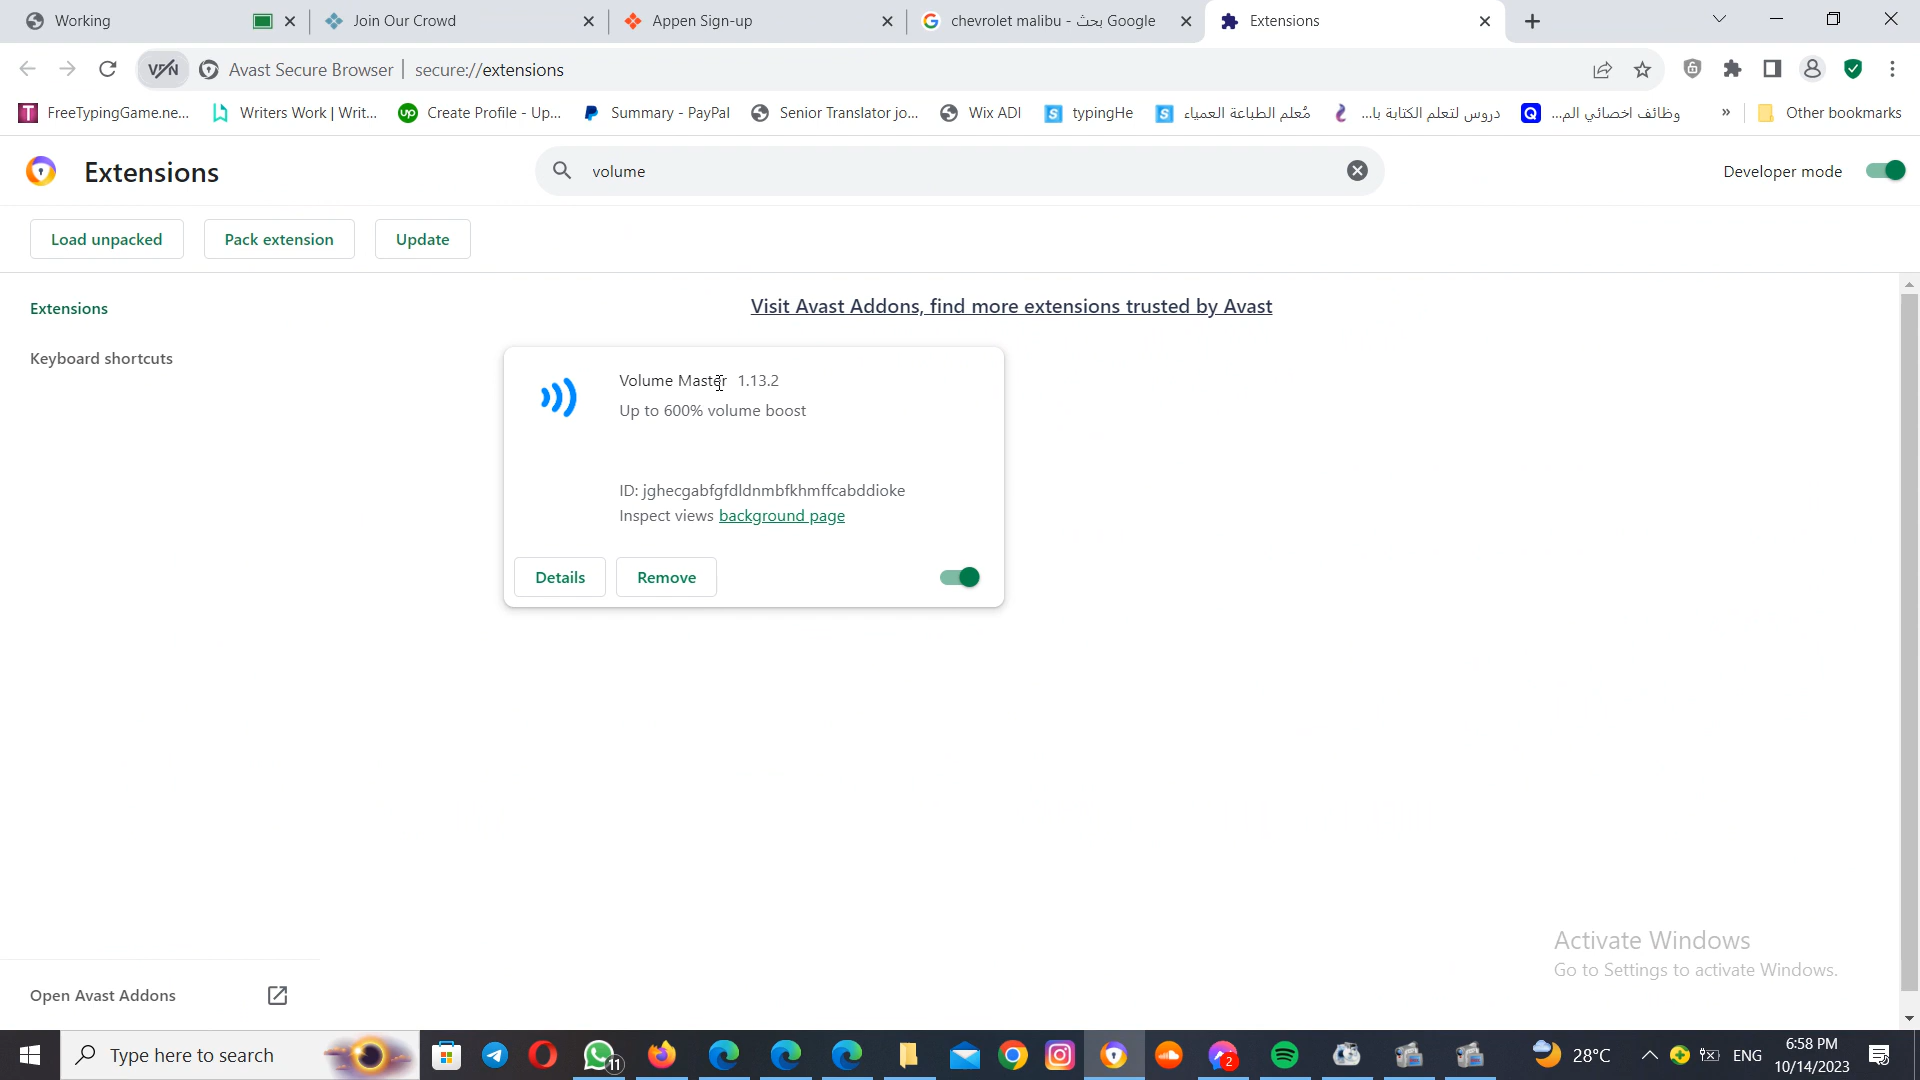 Working
Join Our Crowd
Appen Sign-up
chevrolet malibu - بحث Google
Extensions
VPN
Avast Secure Browser | secure://extensions
FreeTypingGame.ne...
Writers Work | Writ...
Create Profile - Up...
Summary - PayPal
Senior Translator jo...
Wix ADI
typingHe
مُعلم الطباعة العمياء
دروس لتعلم الكتابة با...
وظائف اخصائي الم...
»
Other bookmarks
Extensions
volume
Developer mode
Load unpacked
Pack extension
Update
Extensions
Keyboard shortcuts
Visit Avast Addons, find more extensions trusted by Avast
Volume Master 1.13.2
Up to 600% volume boost
ID: jghecgabfgfdldnmbfkhmffcabddioke
Inspect views background page
Details
Remove
Activate Windows
Go to Settings to activate Windows.
Open Avast Addons
Type here to search
11
2
28°C
ENG
6:58 PM
10/14/2023